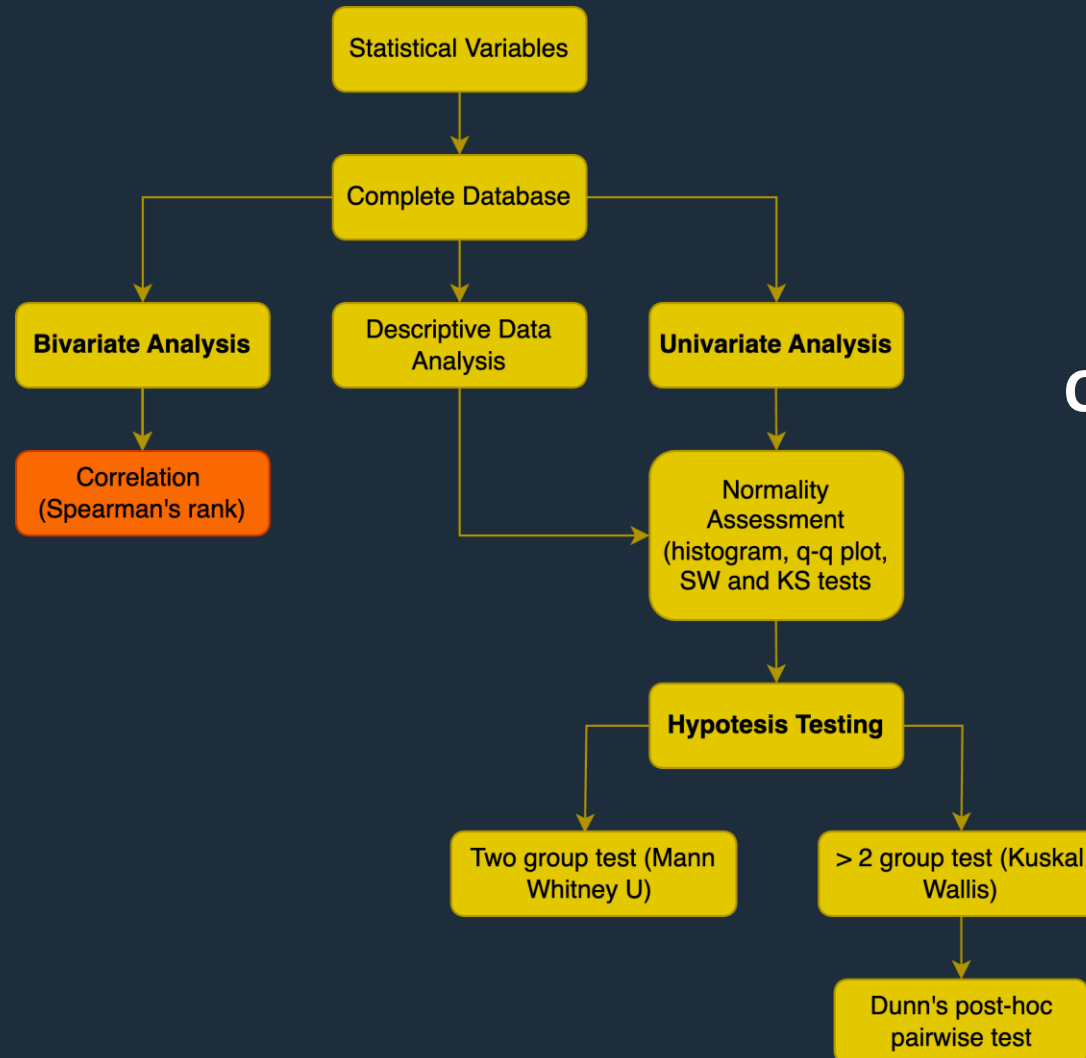 Statistical Variables
Complete Database
Bivariate Analysis
Descriptive Data
Analysis
Univariate Analysis
Correlation
(Spearman's rank)
Normality
Assessment
(histogram, q-q plot,
SW and KS tests
Hypotesis Testing
Two group test (Mann
Whitney U)
> 2 group test (Kuskall
Wallis)
Dunn's post-hoc
pairwise test